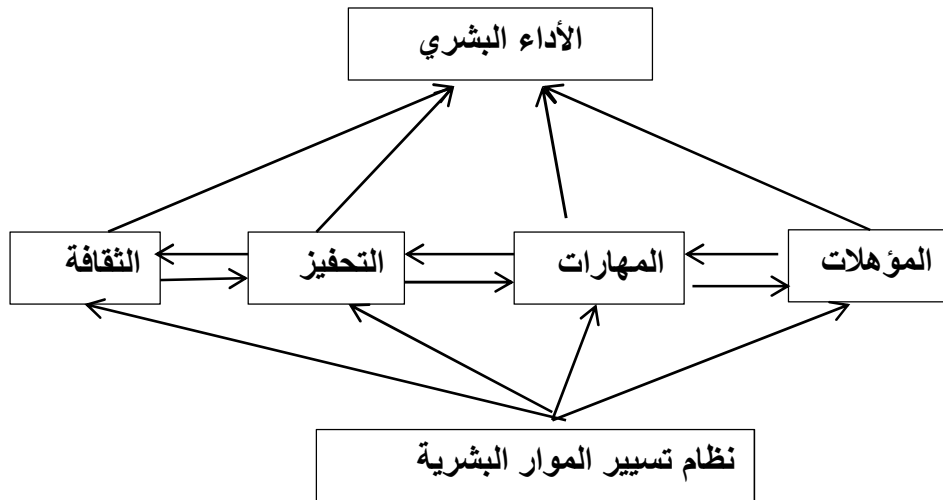 الأداء البشري
المؤهلات
المهارات
التحفيز
الثقافة
نظام تسيير الموار البشرية